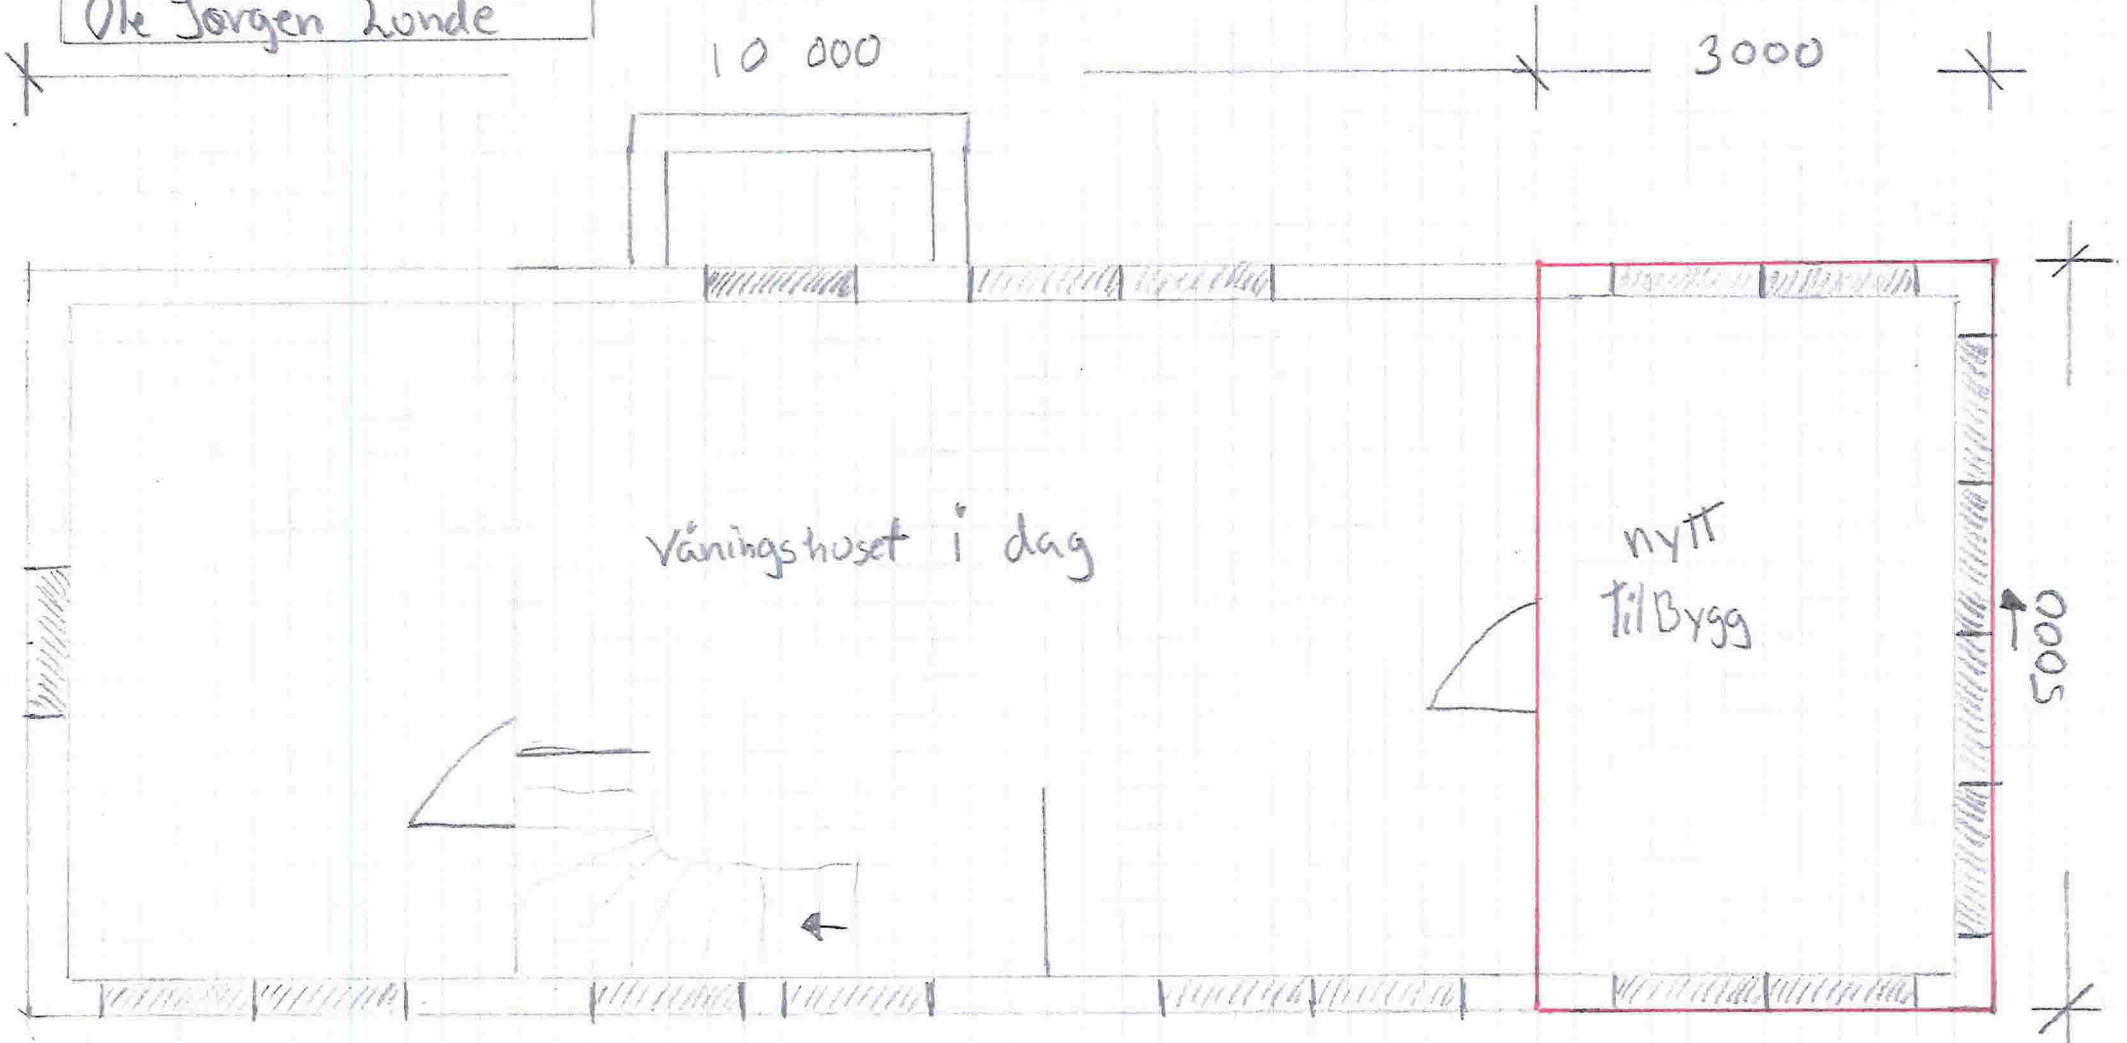 Ole Jørgen Lunde
10 000
3000
Våningshuset i dag
nytt
tilBygg
5000